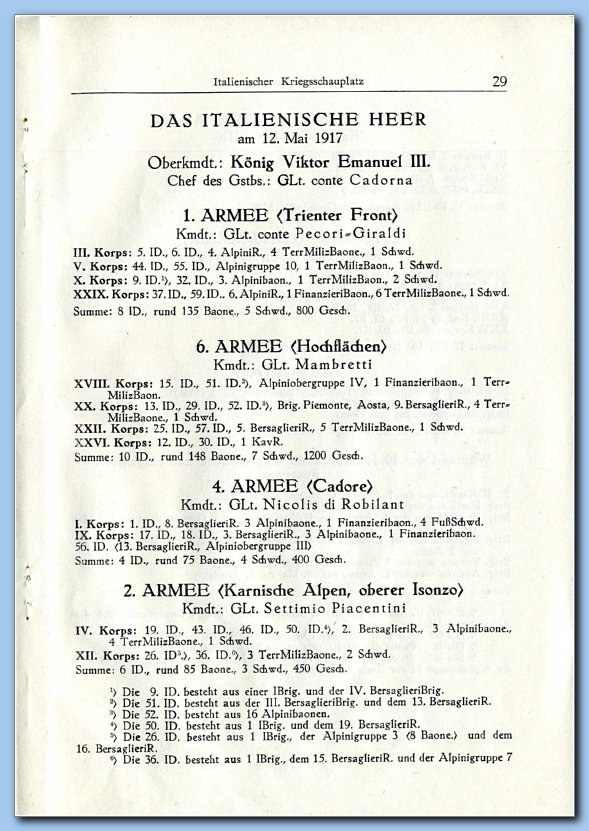 Italienischer Kriegsschauplatz 29
DAS ITALIENISCHE HEER
am 12. Mai 1917
Oberkmdt.: König Viktor Emanuel III.
Chef des Gstbs.: GLt. conte Cadorna
1. ARMEE ⟨Trienter Front⟩
Kmdt.: GLt. conte Pecori-Giraldi
III. Korps: 5. ID., 6. ID., 4. AlpiniR., 4 TerrMilizBaone., 1 Schwd.
V. Korps: 44. ID., 55. ID., Alpinigruppe 10, 1 TerrMilizBaon., 1 Schwd.
X. Korps: 9. ID.¹), 32. ID., 3. Alpinibaon., 1 TerrMilizBaon., 2 Schwd.
XXIX. Korps: 37. ID., 59. ID., 6. AlpiniR., 1 FinanzieriBaon., 6 TerrMilizBaone., 1 Schwd.
Summe: 8 ID., rund 135 Baone., 5 Schwd., 800 Gesch.
6. ARMEE ⟨Hochflächen⟩
Kmdt.: GLt. Mambretti
XVIII. Korps: 15. ID., 51. ID.²), Alpiniobergruppe IV, 1 Finanzieribaon., 1 Terr-
MilizBaon.
XX. Korps: 13. ID., 29. ID., 52. ID.³), Brig. Piemonte, Aosta, 9. BersaglieriR., 4 Terr-
MilizBaone., 1 Schwd.
XXII. Korps: 25. ID., 57. ID., 5. BersaglieriR., 5 TerrMilizBaone., 1 Schwd.
XXVI. Korps: 12. ID., 30. ID., 1 KavR.
Summe: 10 ID., rund 148 Baone., 7 Schwd., 1200 Gesch.
4. ARMEE ⟨Cadore⟩
Kmdt.: GLt. Nicolis di Robilant
I. Korps: 1. ID., 8. BersaglieriR. 3 Alpinibaone., 1 Finanzieribaon., 4 FußSchwd.
IX. Korps: 17. ID., 18. ID., 3. BersaglieriR., 3 Alpinibaone., 1 Finanzieribaon.
56. ID. ⟨13. BersaglieriR., Alpiniobergruppe III⟩
Summe: 4 ID., rund 75 Baone., 4 Schwd., 400 Gesch.
2. ARMEE ⟨Karnische Alpen, oberer Isonzo⟩
Kmdt.: GLt. Settimio Piacentini
IV. Korps: 19. ID., 43. ID., 46. ID., 50. ID.⁴), 2. BersaglieriR., 3 Alpinibaone.,
4 TerrMilizBaone., 1 Schwd.
XII. Korps: 26. ID⁵.), 36. ID.⁶), 3 TerrMilizBaone., 2 Schwd.
Summe: 6 ID., rund 85 Baone., 3 Schwd., 450 Gesch.
¹) Die 9. ID. besteht aus einer IBrig. und der IV. BersaglieriBrig.
²) Die 51. ID. besteht aus der III. BersaglieriBrig. und dem 13. BersaglieriR.
³) Die 52. ID. besteht aus 16 Alpinibaonen.
⁴) Die 50. ID. besteht aus 1 IBrig. und dem 19. BersaglieriR.
⁵) Die 26. ID. besteht aus 1 IBrig., der Alpinigruppe 3 ⟨8 Baone.⟩ und dem
16. BersaglieriR.
⁶) Die 36. ID. besteht aus 1 IBrig., dem 15. BersaglieriR. und der Alpinigruppe 7